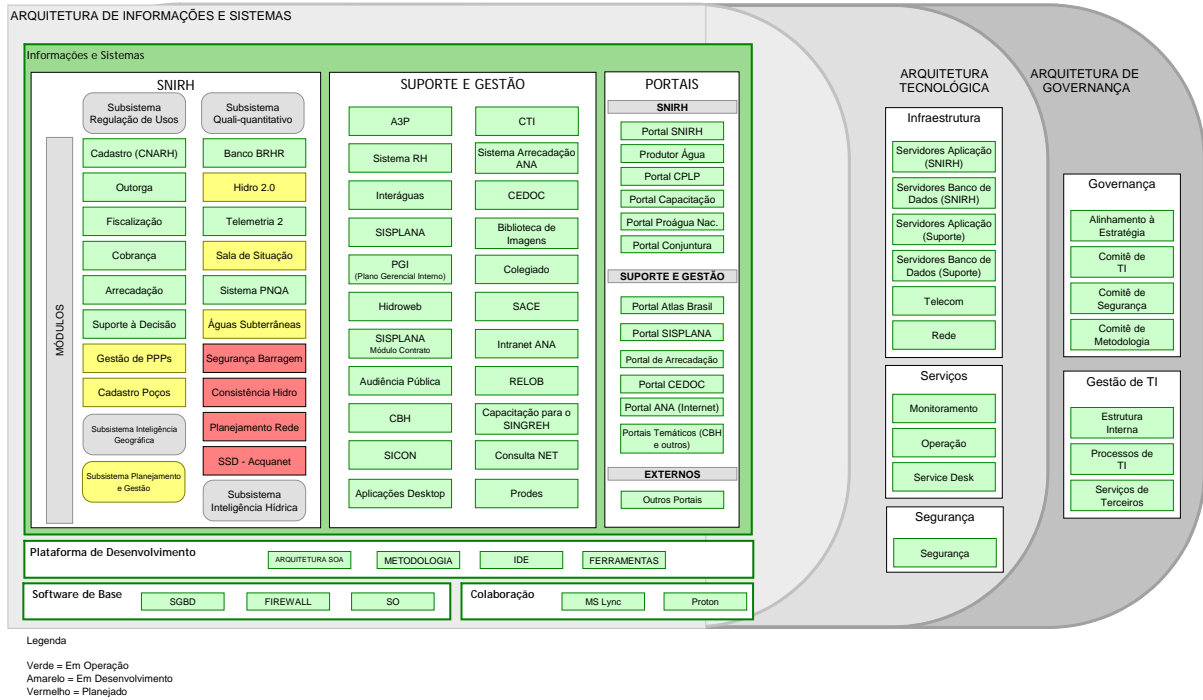 ARQUITETURA DE INFORMAÇÕES E SISTEMAS
Informações e Sistemas
SNIRH
Subsistema
Regulação de Usos
Subsistema
Quali-quantitativo
MÓDULOS
Cadastro (CNARH)
Outorga
Fiscalização
Cobrança
Arrecadação
Suporte à Decisão
Gestão de PPPs
Cadastro Poços
Subsistema Inteligência
Geográfica
Subsistema Planejamento
e Gestão
Banco BRHR
Hidro 2.0
Telemetria 2
Sala de Situação
Sistema PNQA
Águas Subterrâneas
Segurança Barragem
Consistência Hidro
Planejamento Rede
SSD - Acquanet
Subsistema
Inteligência Hídrica
SUPORTE E GESTÃO
A3P
Sistema RH
Interáguas
SISPLANA
PGI
(Plano Gerencial Interno)
Hidroweb
SISPLANA
Módulo Contrato
Audiência Pública
CBH
SICON
Aplicações Desktop
CTI
Sistema Arrecadação
ANA
CEDOC
Biblioteca de
Imagens
Colegiado
SACE
Intranet ANA
RELOB
Capacitação para o
SINGREH
Consulta NET
Prodes
PORTAIS
SNIRH
Portal SNIRH
Produtor Água
Portal CPLP
Portal Capacitação
Portal Proágua Nac.
Portal Conjuntura
SUPORTE E GESTÃO
Portal Atlas Brasil
Portal SISPLANA
Portal de Arrecadação
Portal CEDOC
Portal ANA (Internet)
Portais Temáticos (CBH
e outros)
EXTERNOS
Outros Portais
Plataforma de Desenvolvimento
ARQUITETURA SOA
METODOLOGIA
IDE
FERRAMENTAS
Software de Base
SGBD
FIREWALL
SO
Colaboração
MS Lync
Proton
ARQUITETURA
TECNOLÓGICA
Infraestrutura
Servidores Aplicação
(SNIRH)
Servidores Banco de
Dados (SNIRH)
Servidores Aplicação
(Suporte)
Servidores Banco de
Dados (Suporte)
Telecom
Rede
Serviços
Monitoramento
Operação
Service Desk
Segurança
Segurança
ARQUITETURA DE
GOVERNANÇA
Governança
Alinhamento à
Estratégia
Comitê de
TI
Comitê de
Segurança
Comitê de
Metodologia
Gestão de TI
Estrutura
Interna
Processos de
TI
Serviços de
Terceiros
Legenda
Verde = Em Operação
Amarelo = Em Desenvolvimento
Vermelho = Planejado